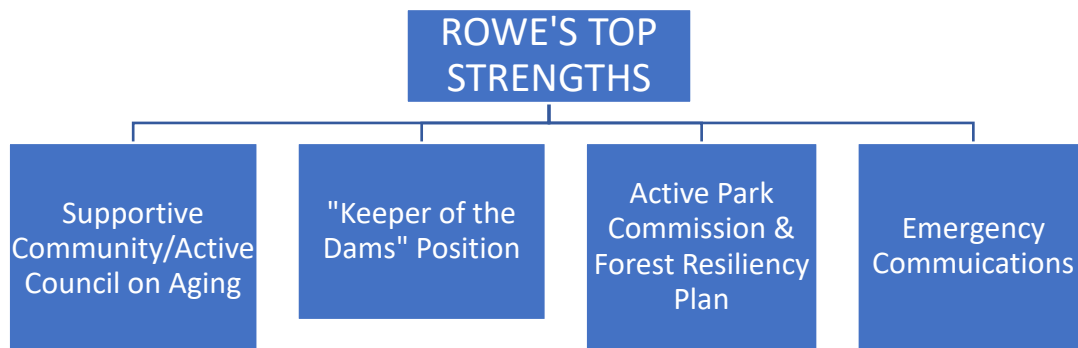 ROWE'S TOP
STRENGTHS
Supportive
Community/Active
Council on Aging
"Keeper of the
Dams" Position
Active Park
Commission &
Forest Resiliency
Plan
Emergency
Commuications